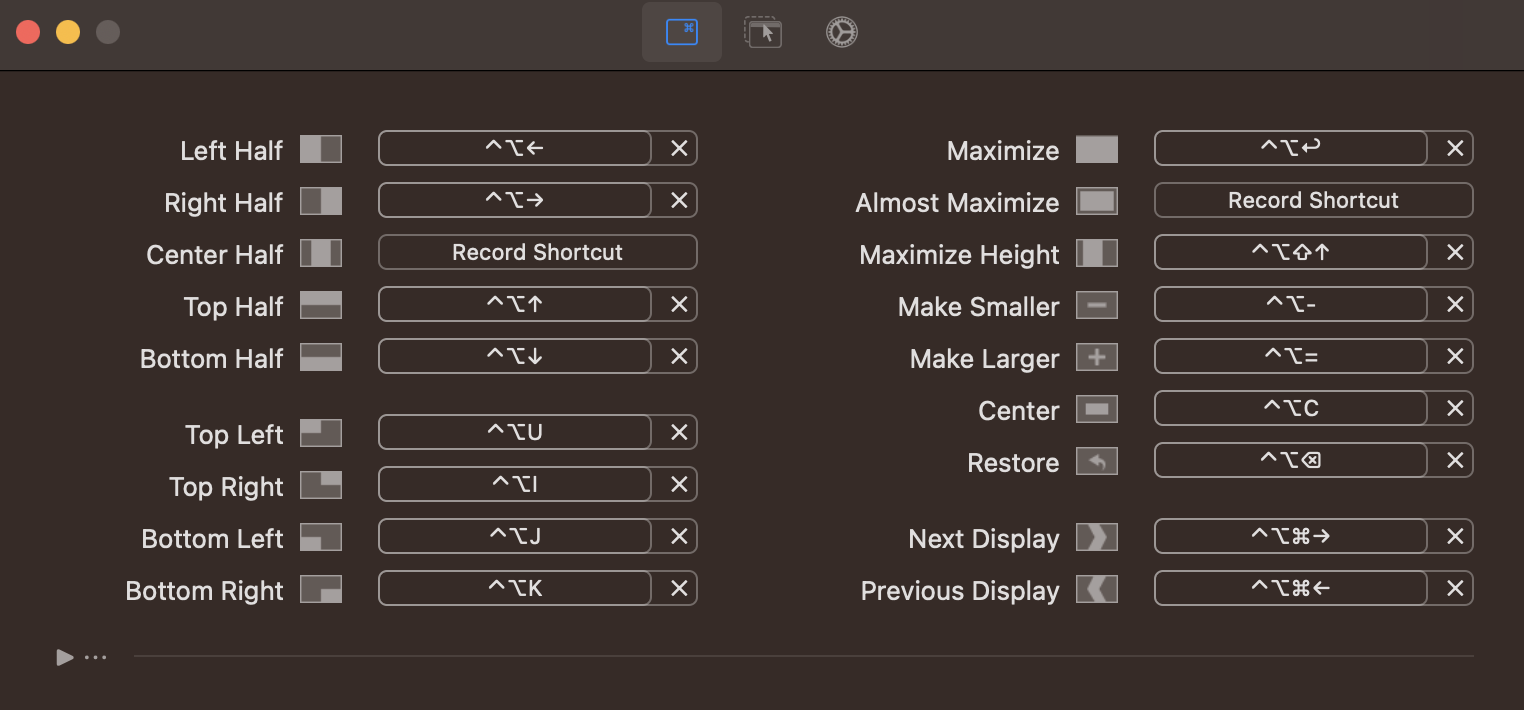 Left Half ^⌥←
Right Half ^⌥→
Center Half Record Shortcut
Top Half ^⌥↑
Bottom Half ^⌥↓
Top Left ^⌥U
Top Right ^⌥I
Bottom Left ^⌥J
Bottom Right ^⌥K
Maximize ^⌥↩
Almost Maximize Record Shortcut
Maximize Height ^⌥⇧↑
Make Smaller ^⌥-
Make Larger ^⌥=
Center ^⌥C
Restore ^⌥⌫
Next Display ^⌥⌘→
Previous Display ^⌥⌘←